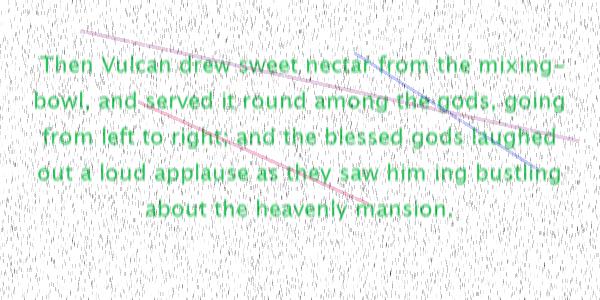 Then Vulcan drew sweet nectar from the mixing-
bowl, and served it round among the gods, going
from left to right; and the blessed gods laughed
out a loud applause as they saw him ing bustling
about the heavenly mansion.